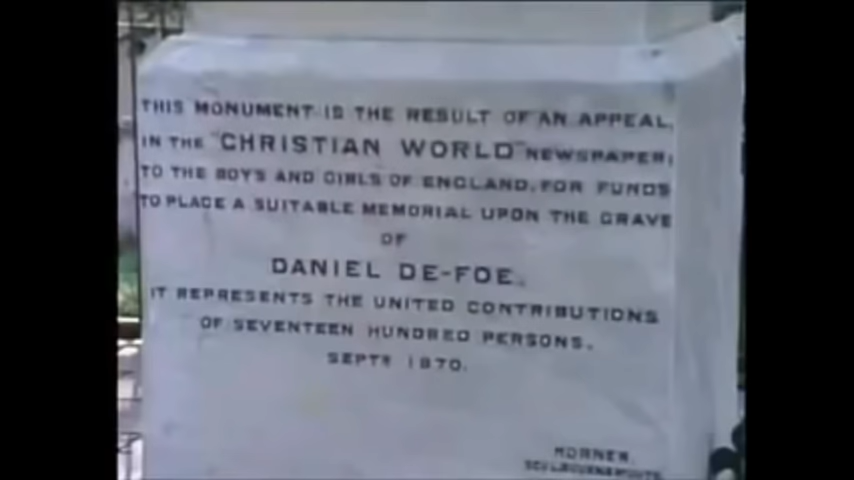 THIS MONUMENT IS THE RESULT OF AN APPEAL,
IN THE "CHRISTIAN WORLD" NEWSPAPER;
TO THE BOYS AND GIRLS OF ENGLAND, FOR FUNDS
TO PLACE A SUITABLE MEMORIAL UPON THE GRAVE
OF
DANIEL DE-FOE.
IT REPRESENTS THE UNITED CONTRIBUTIONS
OF SEVENTEEN HUNDRED PERSONS.
SEPTR 1870.
HORNER